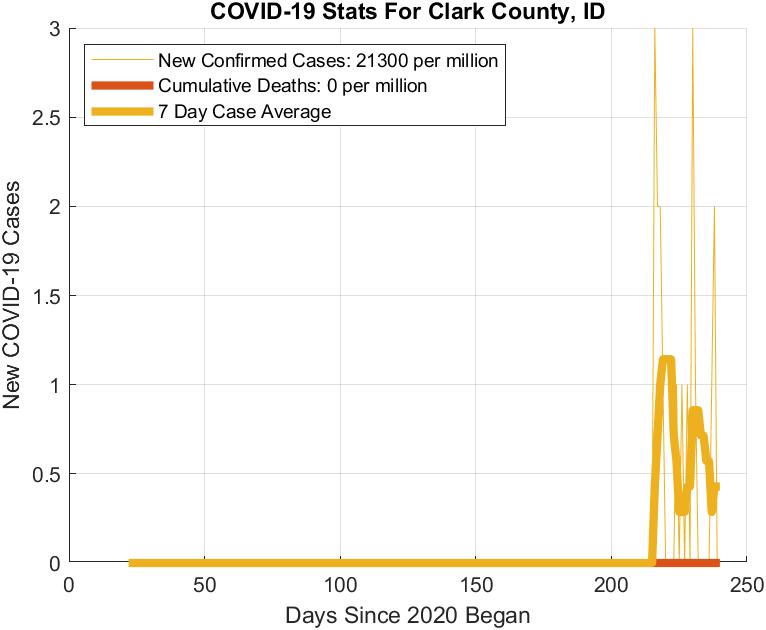 COVID-19 Stats For Clark County, ID
New Confirmed Cases: 21300 per million
Cumulative Deaths: 0 per million
7 Day Case Average
New COVID-19 Cases
3
2.5
2
1.5
1
0.5
0
0 50 100 150 200 250
Days Since 2020 Began